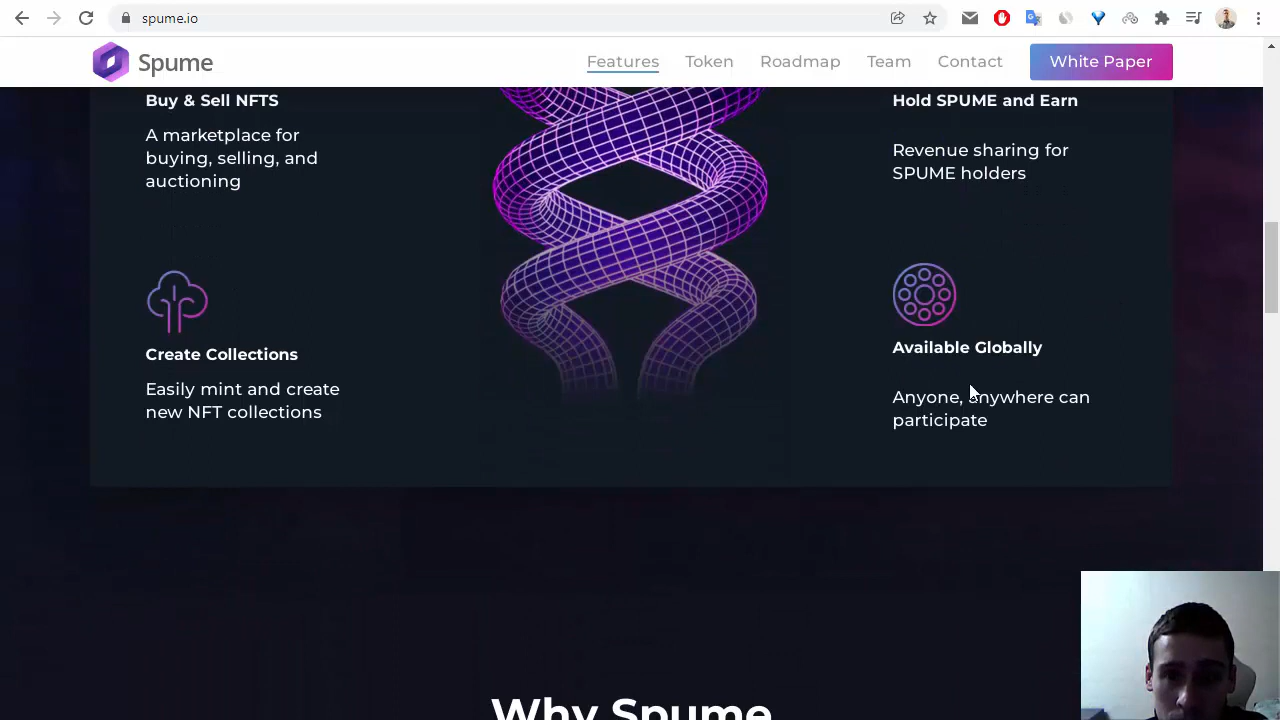 spume.io
Spume
Features
Token
Roadmap
Team
Contact
White Paper
Buy & Sell NFTS
A marketplace for
buying, selling, and
auctioning
Hold SPUME and Earn
Revenue sharing for
SPUME holders
Create Collections
Easily mint and create
new NFT collections
Available Globally
Anyone, anywhere can
participate
Why Spume